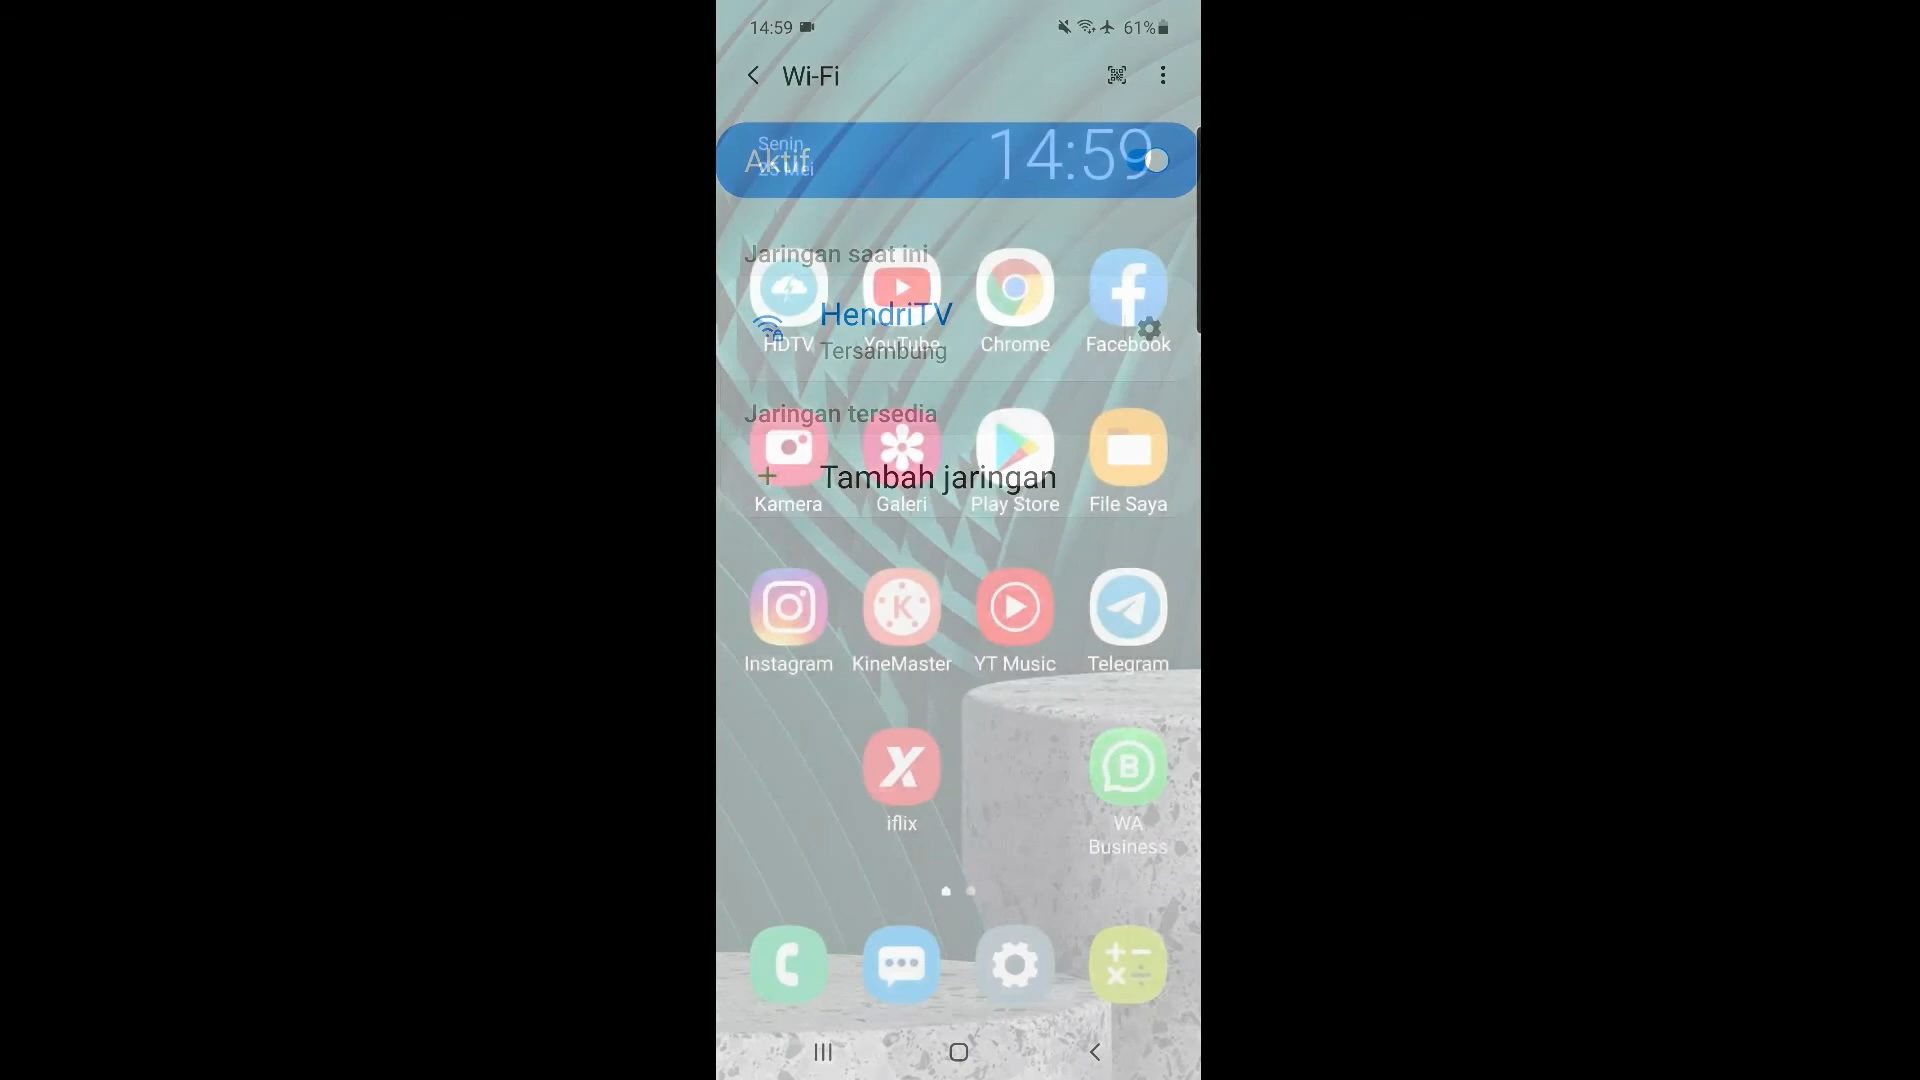 14:59
61%
Wi-Fi
Senin,
Aktif
14:59
Jaringan saat ini
HendriTV
HDTV
YouTube
Chrome
Facebook
Tersambung
Jaringan tersedia
Tambah jaringan
Kamera
Galeri
Play Store
File Saya
Instagram
KineMaster
YT Music
Telegram
iflix
WA
Business